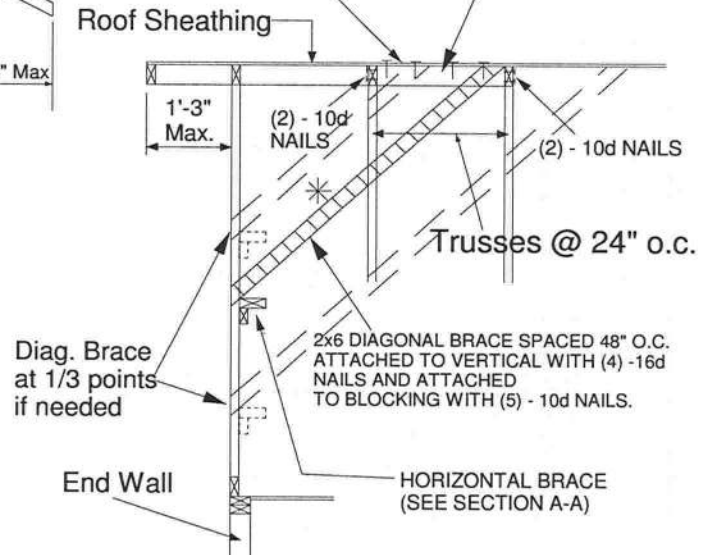 Roof Sheathing
" Max
1'-3"
Max.
(2) - 10d
NAILS
(2) - 10d NAILS
Trusses @ 24" o.c.
2x6 DIAGONAL BRACE SPACED 48" O.C.
ATTACHED TO VERTICAL WITH (4) -16d
NAILS AND ATTACHED
TO BLOCKING WITH (5) - 10d NAILS.
Diag. Brace
at 1/3 points
if needed
End Wall
HORIZONTAL BRACE
(SEE SECTION A-A)